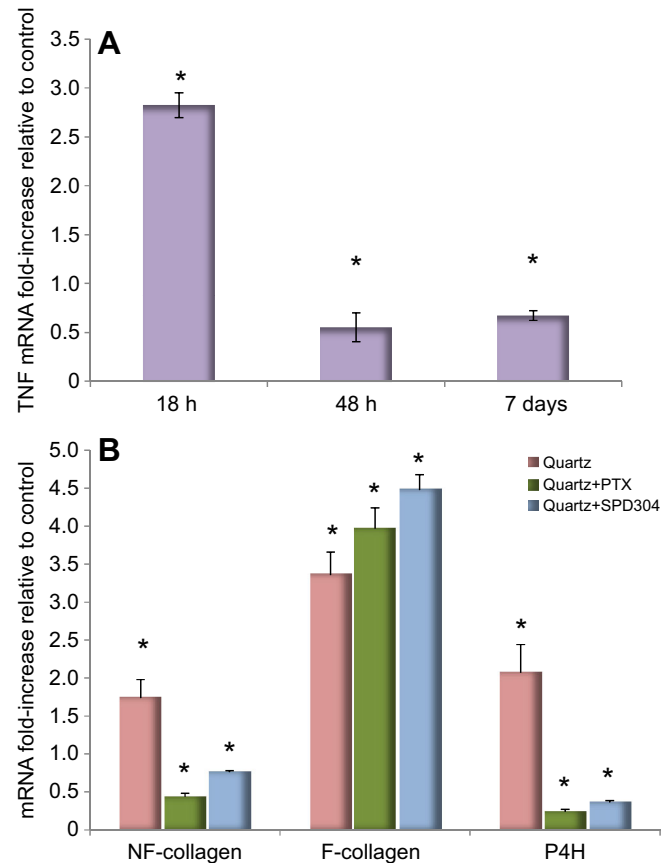 A
TNF mRNA fold-increase relative to control
3.5
3.0
2.5
2.0
1.5
1.0
0.5
0
*
*
*
18 h
48 h
7 days
B
mRNA fold-increase relative to control
5.0
4.5
4.0
3.5
3.0
2.5
2.0
1.5
1.0
0.5
0
Quartz
Quartz+PTX
Quartz+SPD304
*
*
*
*
*
*
*
*
*
NF-collagen
F-collagen
P4H